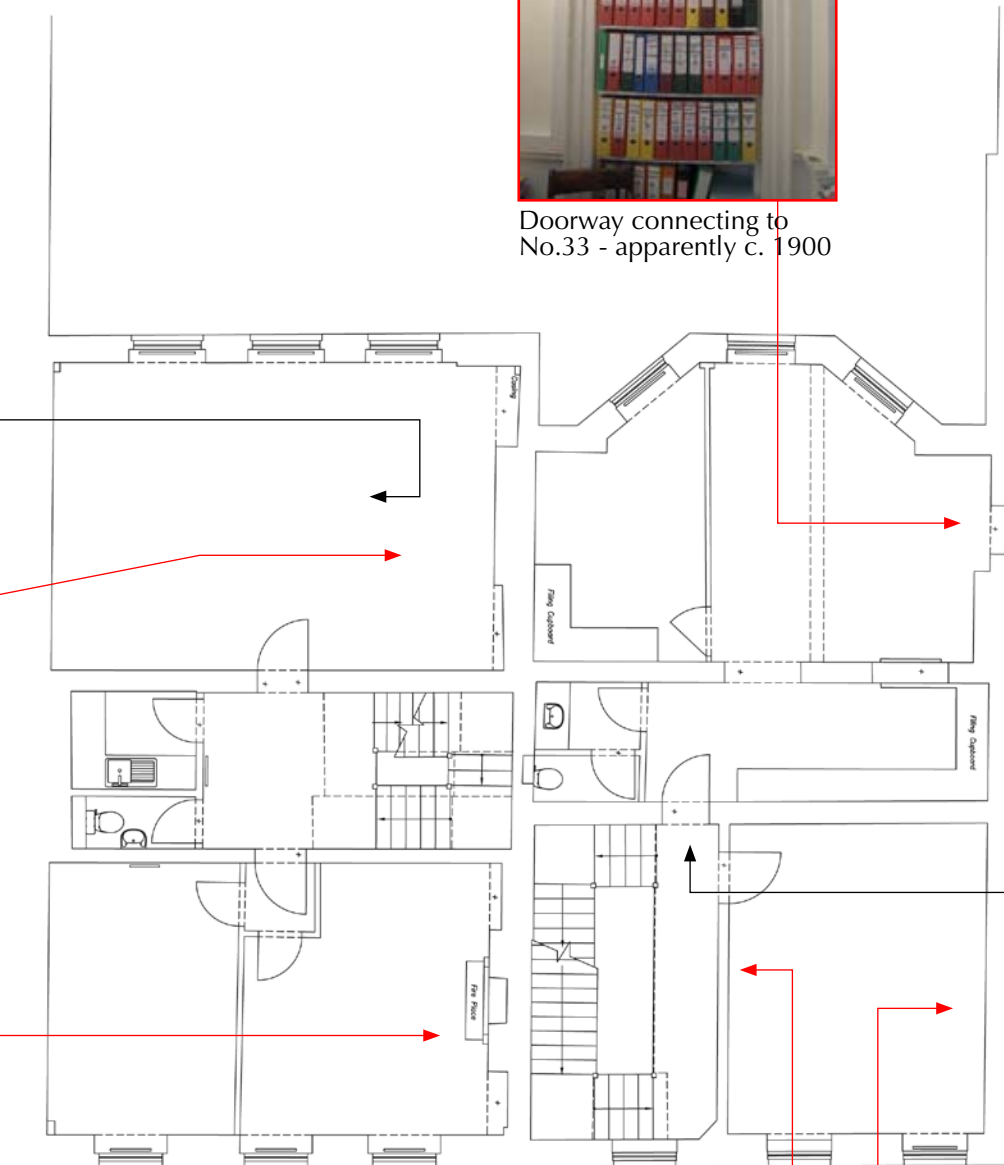 Doorway connecting to
No.33 - apparently c. 1900
Casing
Filing Cupboard
Filing Cupboard
Fire Place